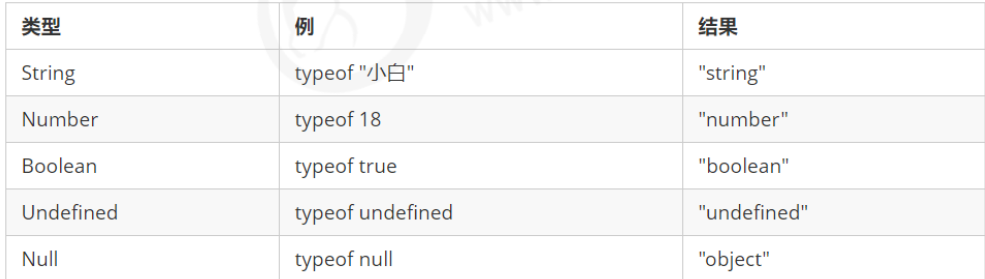 类型 例 结果
String typeof "小白" "string"
Number typeof 18 "number"
Boolean typeof true "boolean"
Undefined typeof undefined "undefined"
Null typeof null "object"